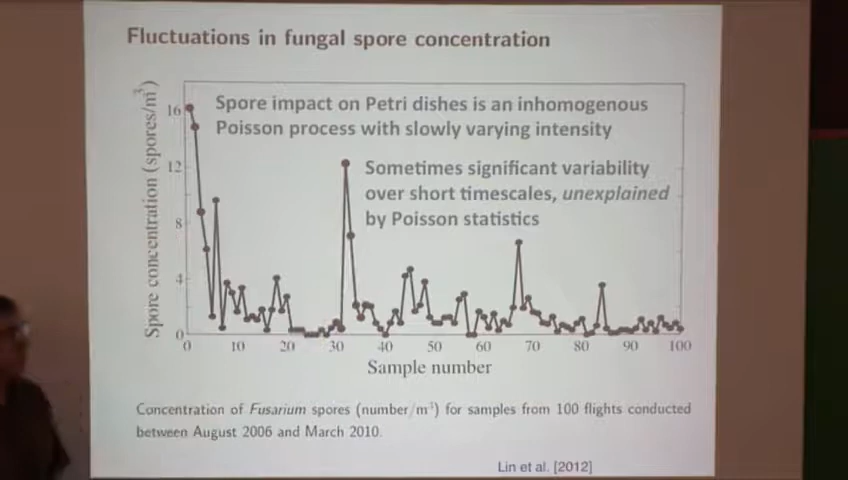 Fluctuations in fungal spore concentration
Spore concentration (spores/m³)
16
12
8
4
0
Spore impact on Petri dishes is an inhomogenous
Poisson process with slowly varying intensity
Sometimes significant variability
over short timescales, unexplained
by Poisson statistics
0 10 20 30 40 50 60 70 80 90 100
Sample number
Concentration of Fusarium spores (number/m³) for samples from 100 flights conducted
between August 2006 and March 2010.
Lin et al. [2012]